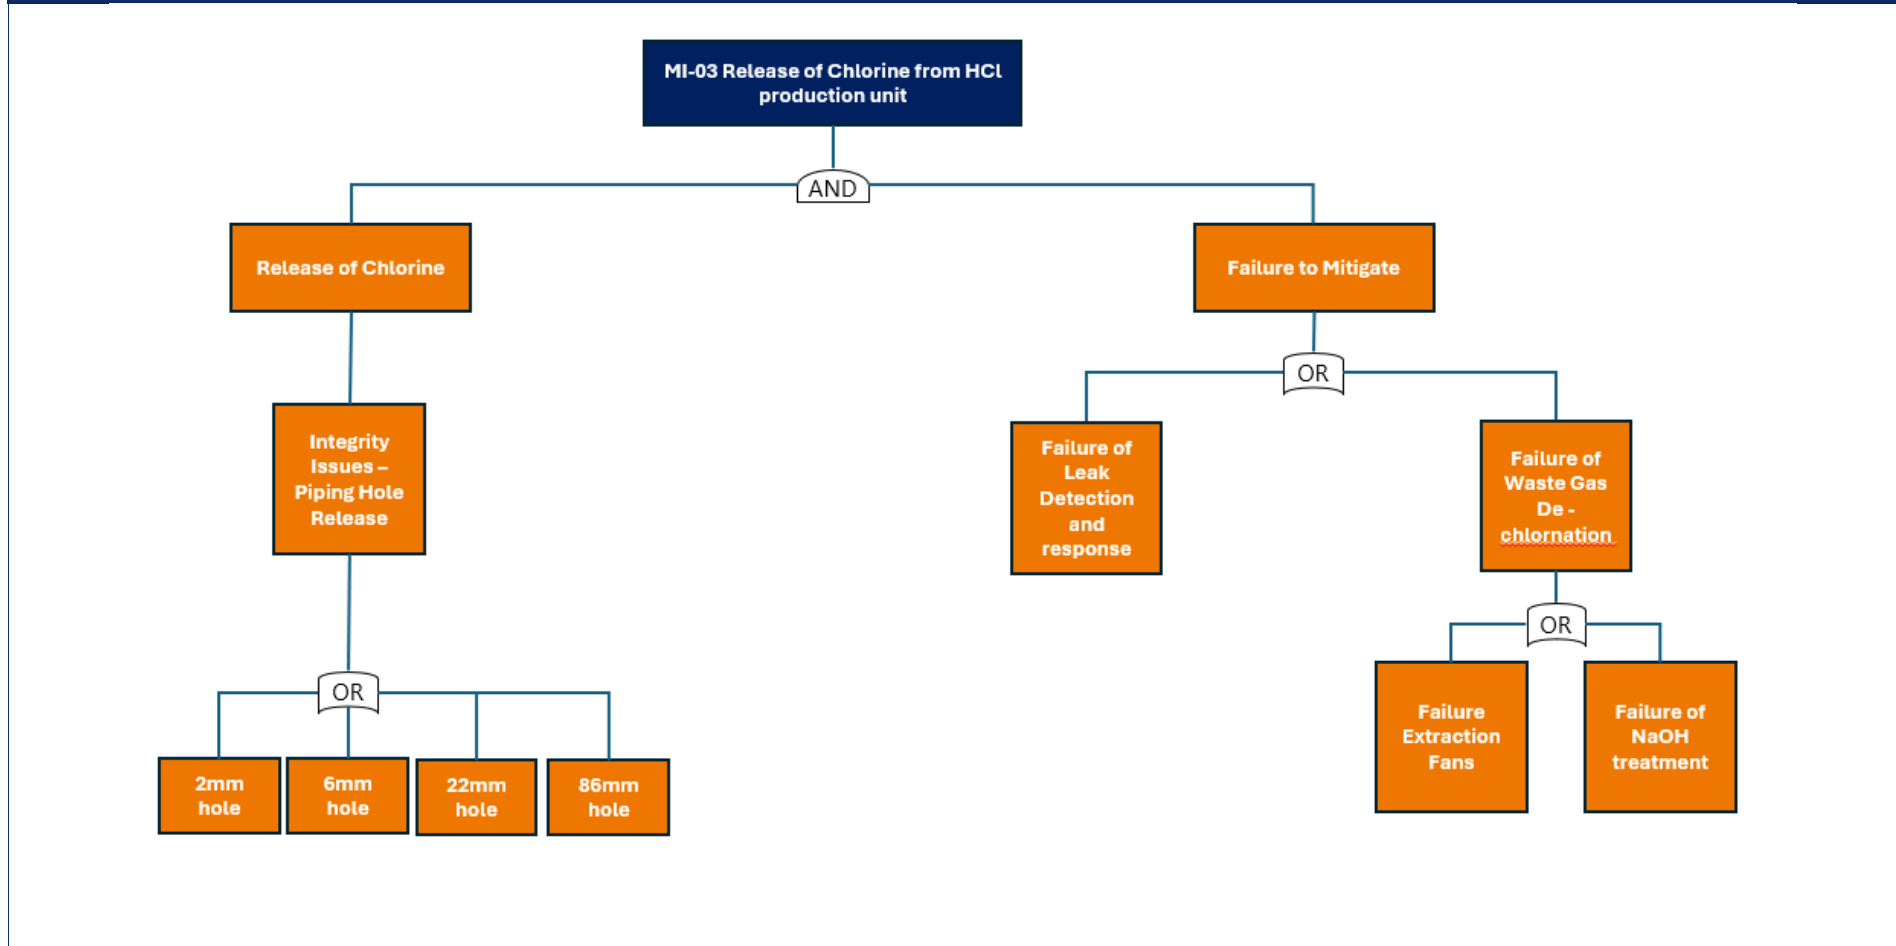 MI-03 Release of Chlorine from HCl
production unit
AND
Release of Chlorine
Failure to Mitigate
OR
Integrity
Issues –
Piping Hole
Release
Failure of
Leak
Detection
and
response
Failure of
Waste Gas
De -
chlornation
OR
Failure
Extraction
Fans
Failure of
NaOH
treatment
OR
2mm
hole
6mm
hole
22mm
hole
86mm
hole